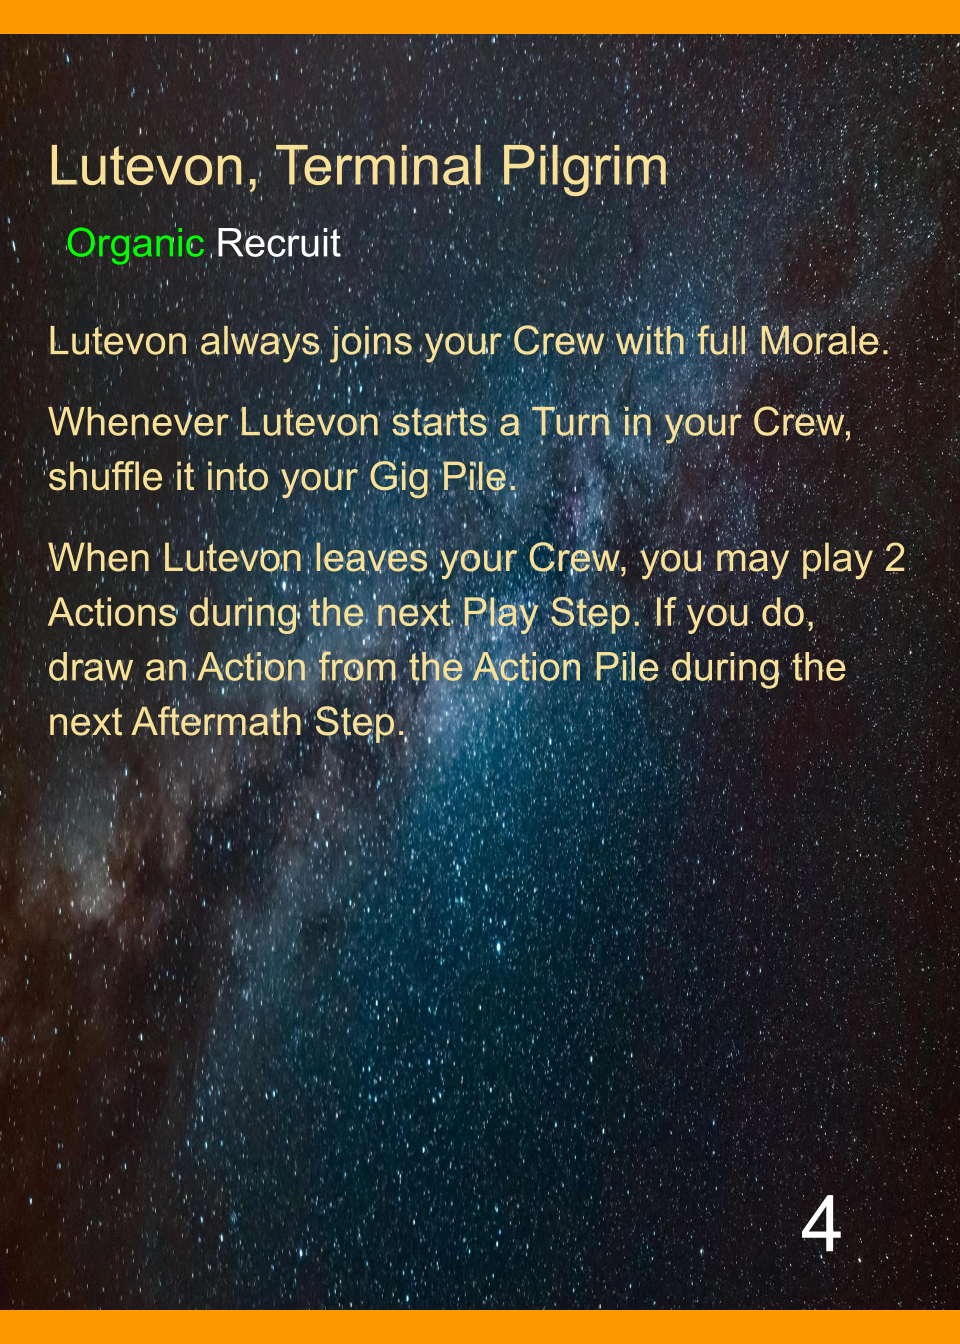 Lutevon, Terminal Pilgrim
Organic Recruit
Lutevon always joins your Crew with full Morale.
Whenever Lutevon starts a Turn in your Crew,
shuffle it into your Gig Pile.
When Lutevon leaves your Crew, you may play 2
Actions during the next Play Step. If you do,
draw an Action from the Action Pile during the
next Aftermath Step.
4